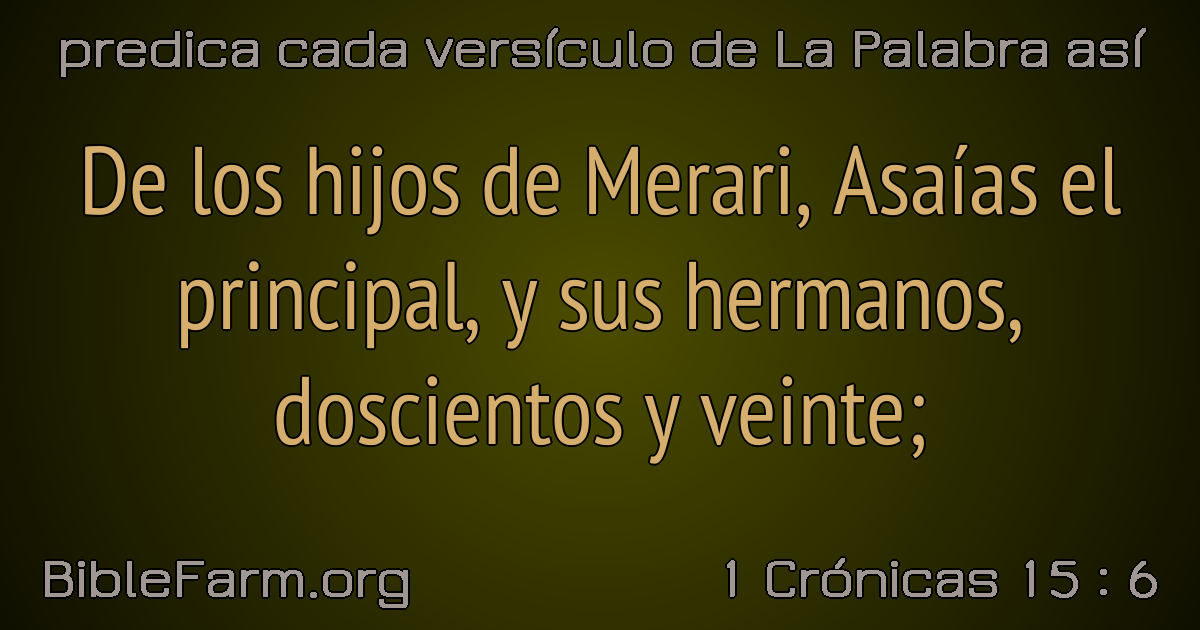 predica cada versículo de La Palabra así
De los hijos de Merari, Asaías el
principal, y sus hermanos,
doscientos y veinte;
BibleFarm.org
1 Crónicas 15 : 6